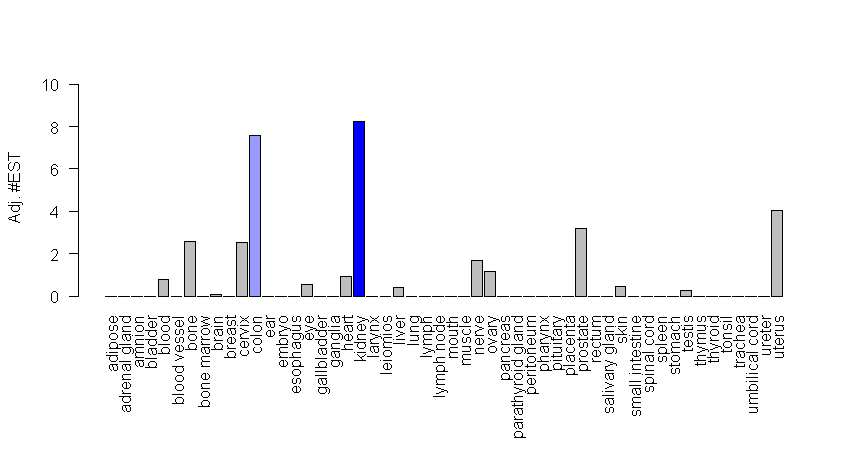 10
8
6
4
2
0
Adj. #EST
adipose
adrenal gland
amnion
bladder
blood
blood vessel
bone
bone marrow
brain
breast
cervix
colon
ear
embryo
esophagus
eye
gallbladder
ganglia
heart
kidney
larynx
leiomios
liver
lung
lymph
lymph node
mouth
muscle
nerve
ovary
pancreas
parathyroid gland
peritoneum
pharynx
pituitary
placenta
prostate
rectum
salivary gland
skin
small intestine
spinal cord
spleen
stomach
testis
thymus
thyroid
tonsil
trachea
umbilical cord
ureter
uterus